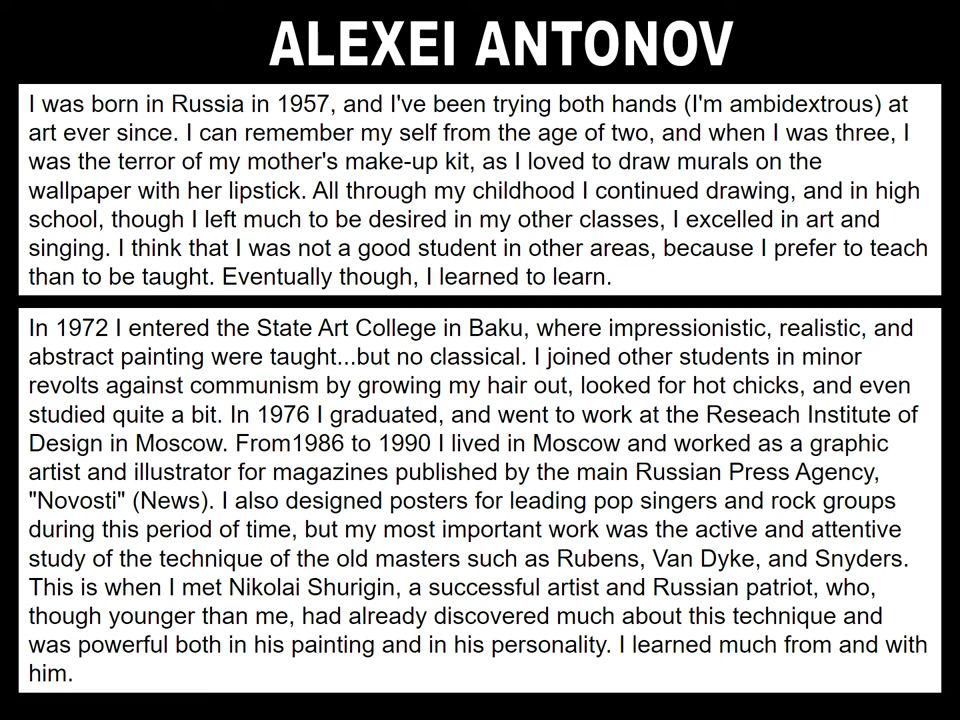 ALEXEI ANTONOV
I was born in Russia in 1957, and I've been trying both hands (I'm ambidextrous) at
art ever since. I can remember my self from the age of two, and when I was three, I
was the terror of my mother's make-up kit, as I loved to draw murals on the
wallpaper with her lipstick. All through my childhood I continued drawing, and in high
school, though I left much to be desired in my other classes, I excelled in art and
singing. I think that I was not a good student in other areas, because I prefer to teach
than to be taught. Eventually though, I learned to learn.
In 1972 I entered the State Art College in Baku, where impressionistic, realistic, and
abstract painting were taught...but no classical. I joined other students in minor
revolts against communism by growing my hair out, looked for hot chicks, and even
studied quite a bit. In 1976 I graduated, and went to work at the Reseach Institute of
Design in Moscow. From1986 to 1990 I lived in Moscow and worked as a graphic
artist and illustrator for magazines published by the main Russian Press Agency,
"Novosti" (News). I also designed posters for leading pop singers and rock groups
during this period of time, but my most important work was the active and attentive
study of the technique of the old masters such as Rubens, Van Dyke, and Snyders.
This is when I met Nikolai Shurigin, a successful artist and Russian patriot, who,
though younger than me, had already discovered much about this technique and
was powerful both in his painting and in his personality. I learned much from and with
him.